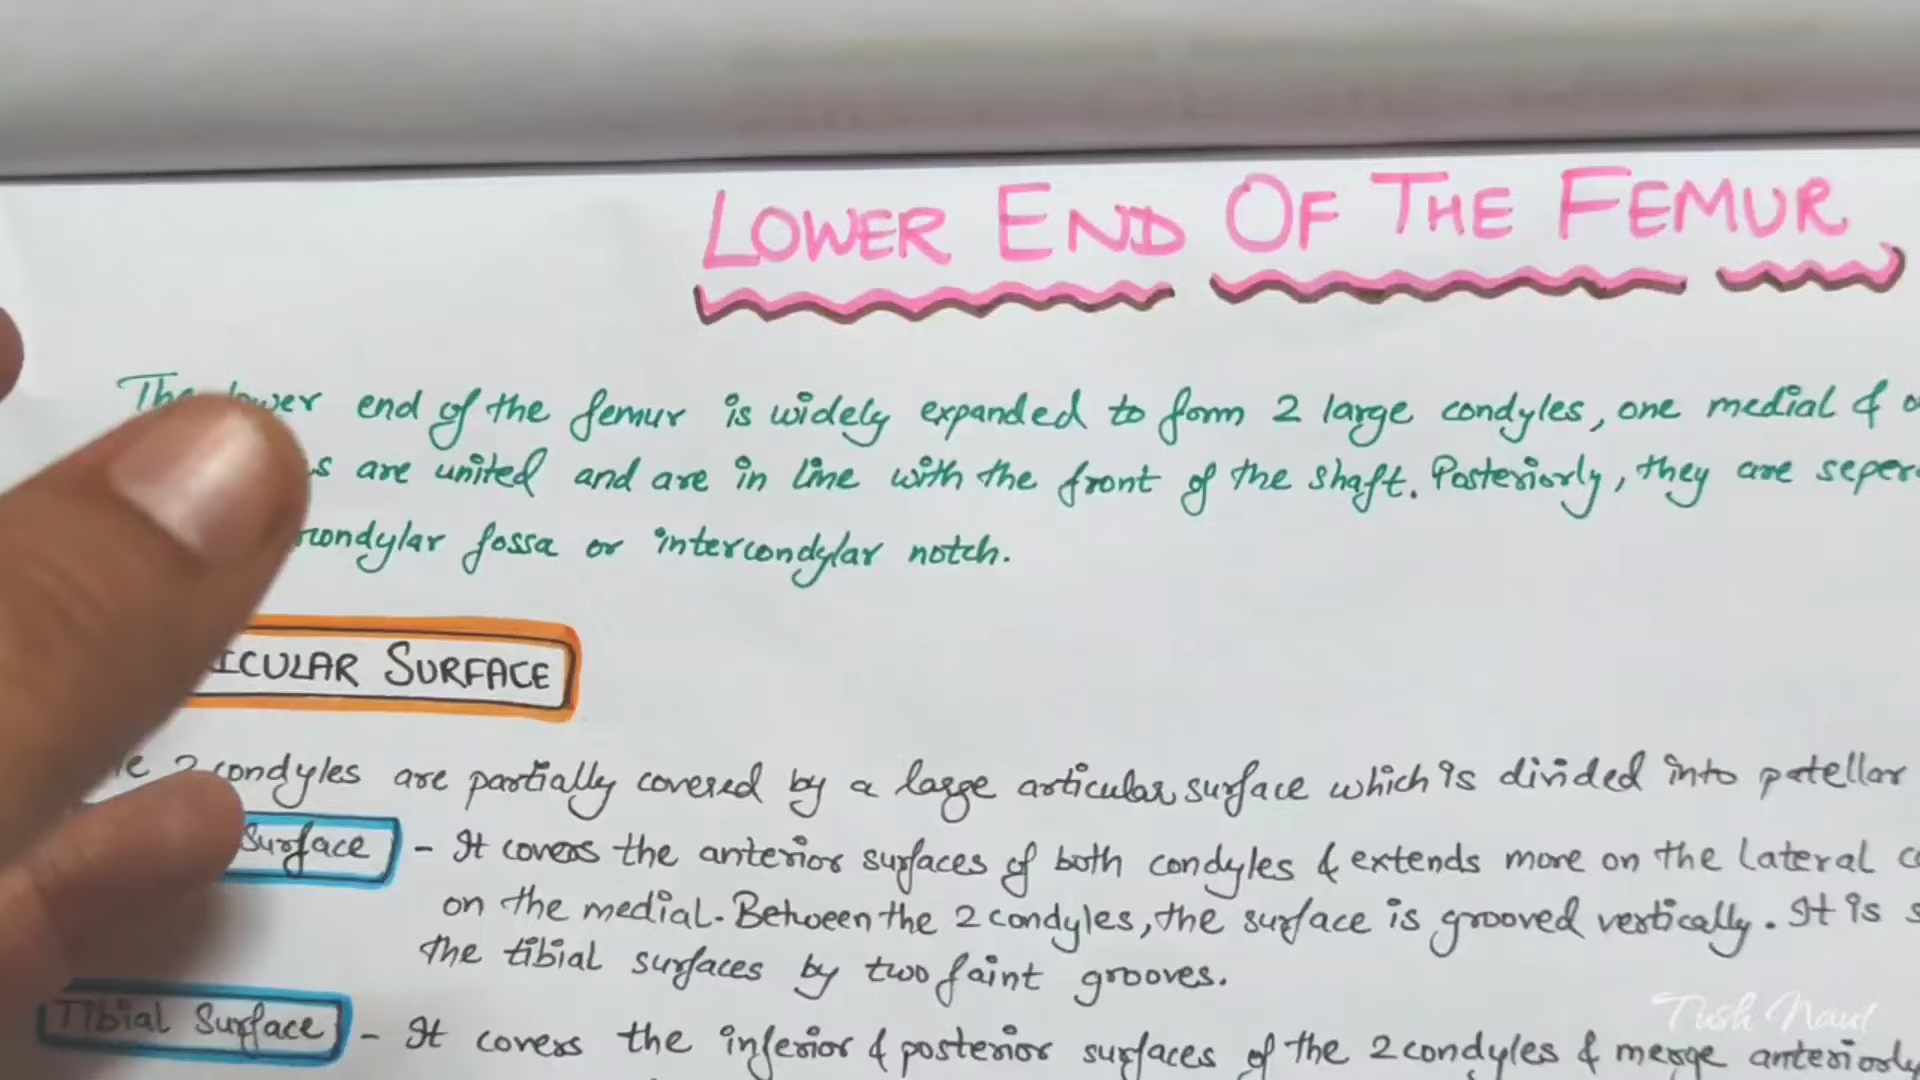 LOWER END OF THE FEMUR
The lower end of the femur is widely expanded to form 2 large condyles, one medial &
are united and are in line with the front of the shaft. Posteriorly, they are
fossa or intercondylar notch.
SURFACE
2 condyles are partially covered by a large articular surface which is divided into patellar
Surface - It covers the anterior surfaces of both condyles & extends more on the lateral
on the medial. Between the 2 condyles, the surface is grooved vertically. It is
the tibial surfaces by two faint grooves.
Tibial Surface - It covers the inferior & posterior surfaces of the 2 condyles & merge anteriorly
Tush Naut